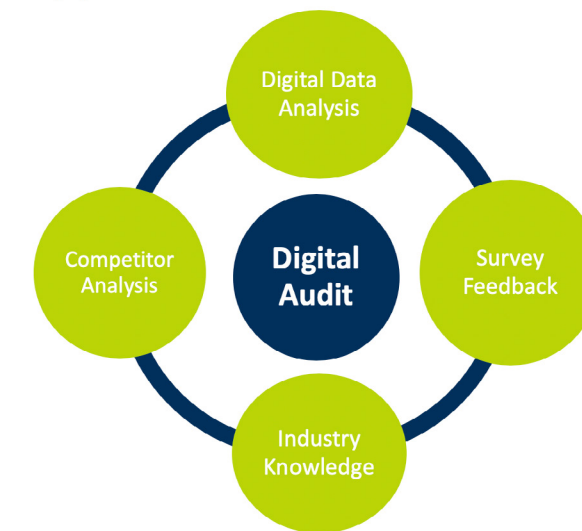 Digital Data
Analysis
Competitor
Analysis
Digital
Audit
Survey
Feedback
Industry
Knowledge